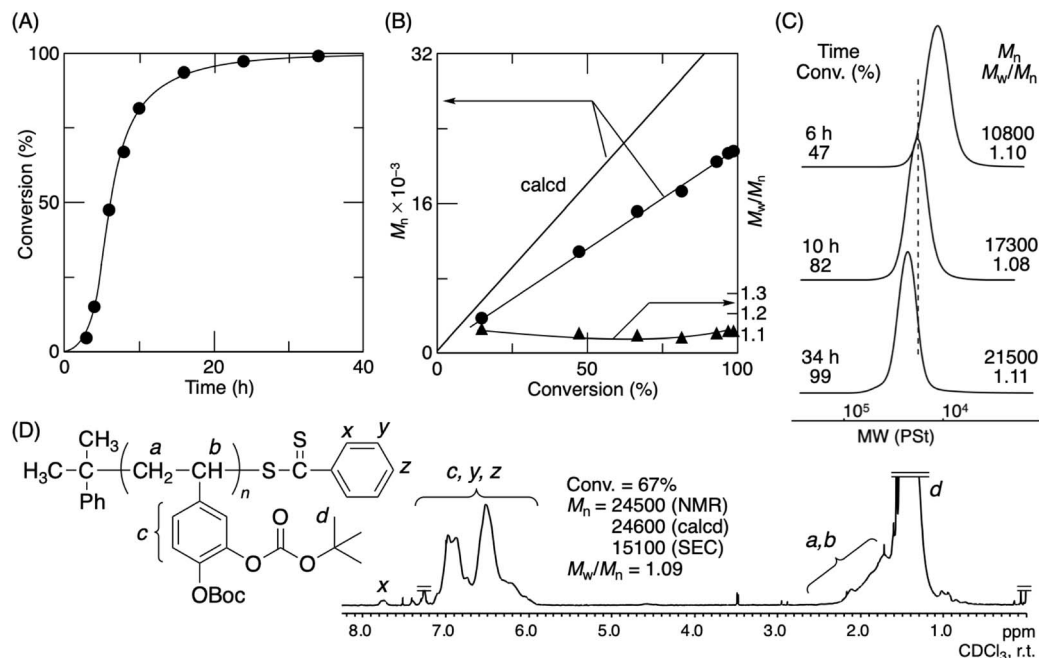 (A)
100
50
0
0
20
40
Conversion (%)
Time (h)
(B)
32
16
0
0
50
100
Mn × 10⁻³
calcd
1.3
1.2
1.1
Mw/Mn
Conversion (%)
(C)
Time Mn
Conv. (%) Mw/Mn
6 h 10800
47 1.10
10 h 17300
82 1.08
34 h 21500
99 1.11
10⁵ 10⁴
MW (PSt)
(D)
CH₃ a b S x y
H₃C C CH₂ CH S C z
Ph n
c d
O O
O
OBoc
c, y, z
Conv. = 67%
Mn = 24500 (NMR)
24600 (calcd)
15100 (SEC)
Mw/Mn = 1.09
x
a,b
d
8.0 7.0 6.0 5.0 4.0 3.0 2.0 1.0 ppm
CDCl₃, r.t.